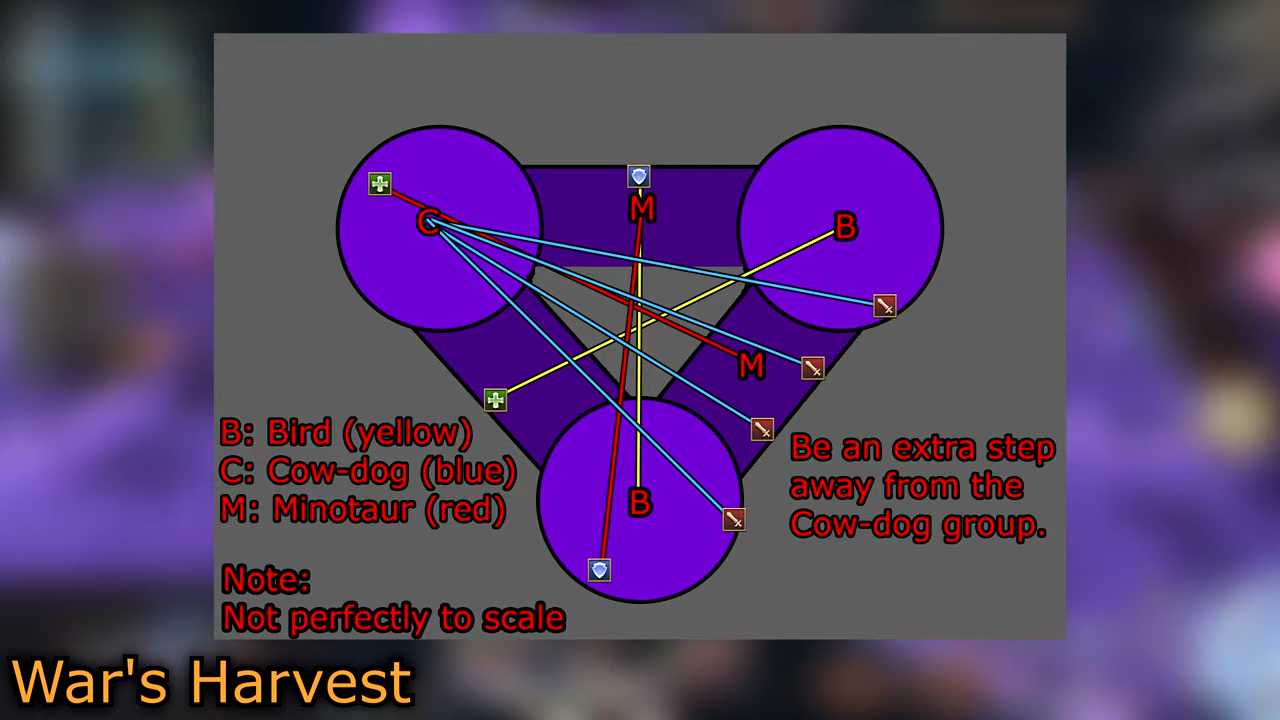 C
M
B
M
B
B: Bird (yellow)
C: Cow-dog (blue)
M: Minotaur (red)
Be an extra step
away from the
Cow-dog group.
Note:
Not perfectly to scale
War's Harvest